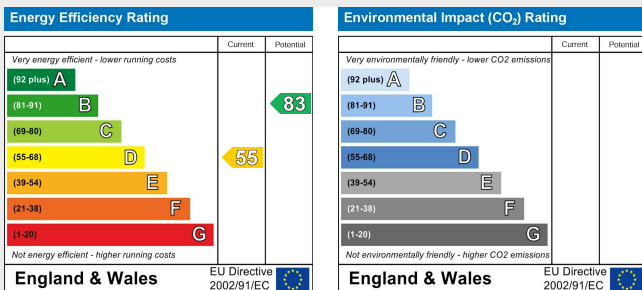 Energy Efficiency Rating
Current Potential
Very energy efficient - lower running costs
(92 plus) A
(81-91) B
83
(69-80) C
(55-68) D
55
(39-54) E
(21-38) F
(1-20) G
Not energy efficient - higher running costs
England & Wales
EU Directive
2002/91/EC
Environmental Impact (CO₂) Rating
Current Potential
Very environmentally friendly - lower CO2 emissions
(92 plus) A
(81-91) B
(69-80) C
(55-68) D
(39-54) E
(21-38) F
(1-20) G
Not environmentally friendly - higher CO2 emissions
England & Wales
EU Directive
2002/91/EC